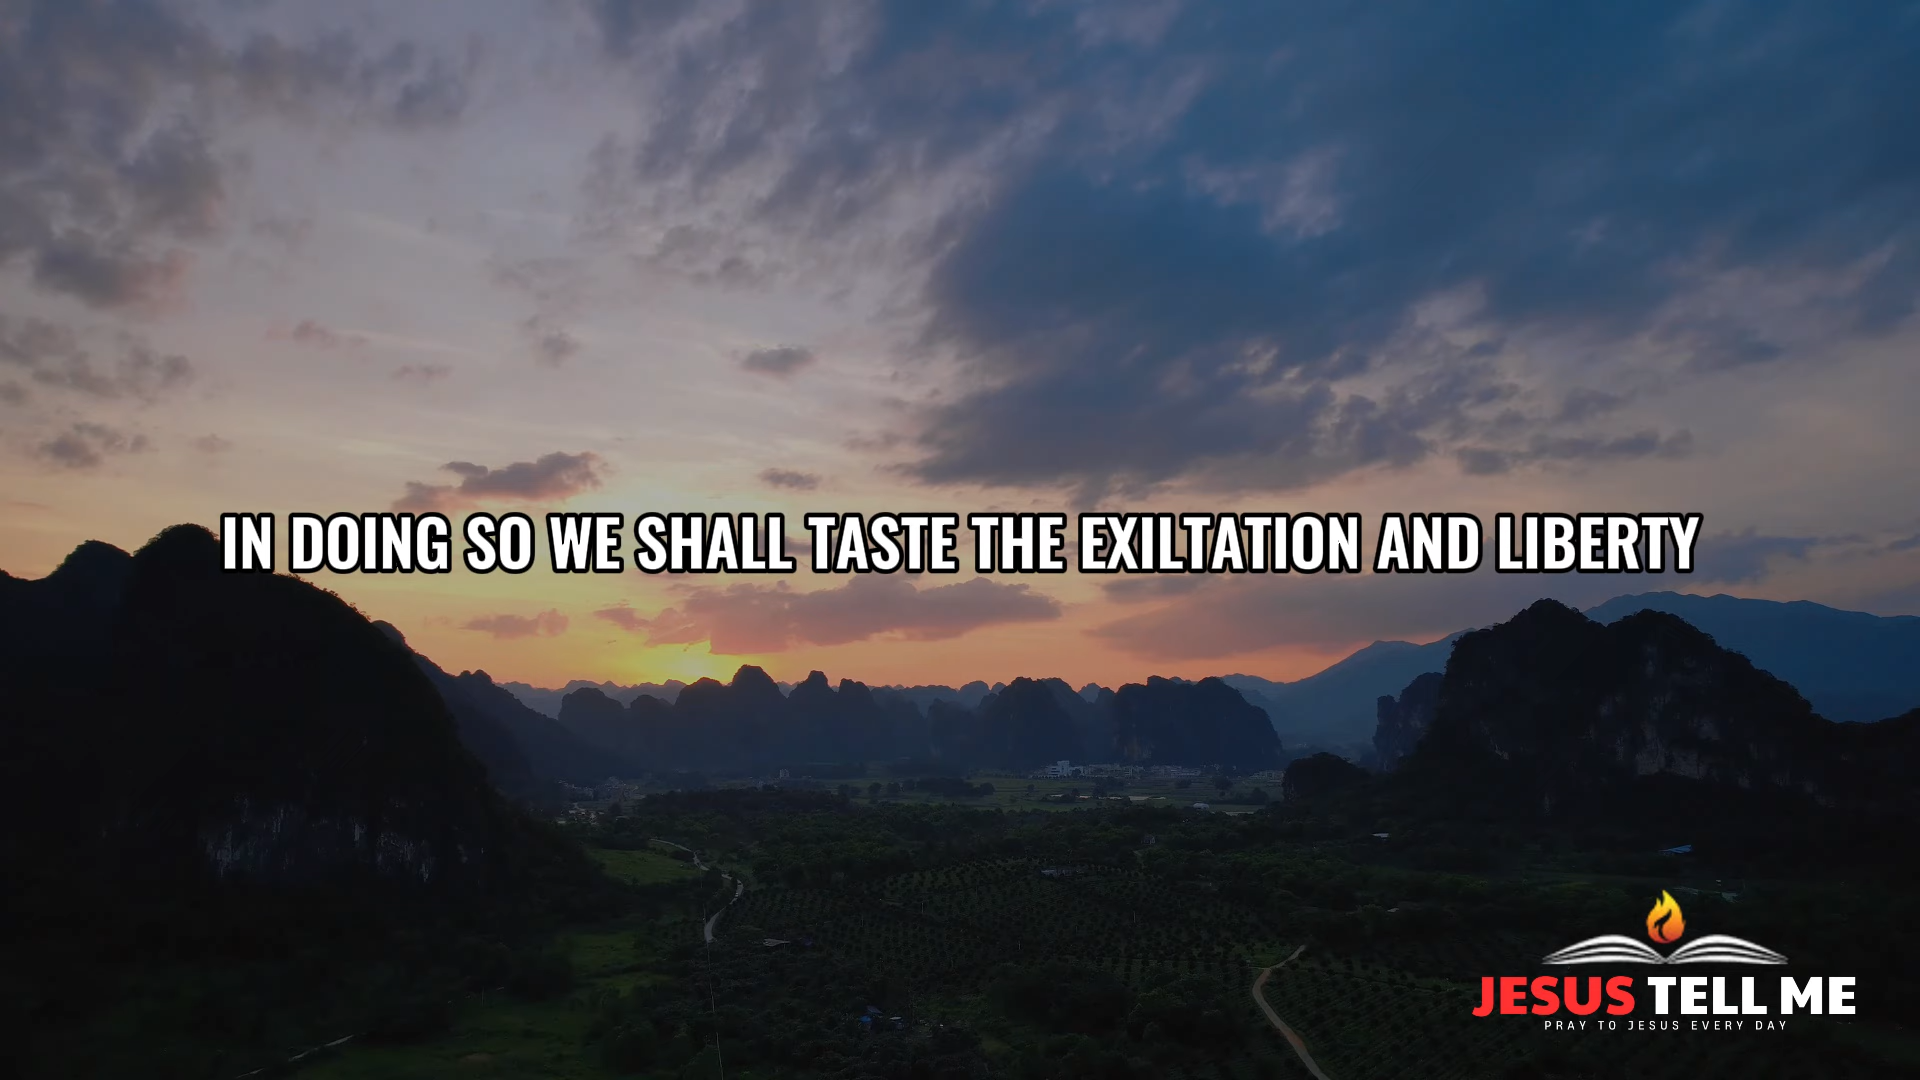 IN DOING SO WE SHALL TASTE THE EXILTATION AND LIBERTY
JESUS TELL ME
PRAY TO JESUS EVERY DAY